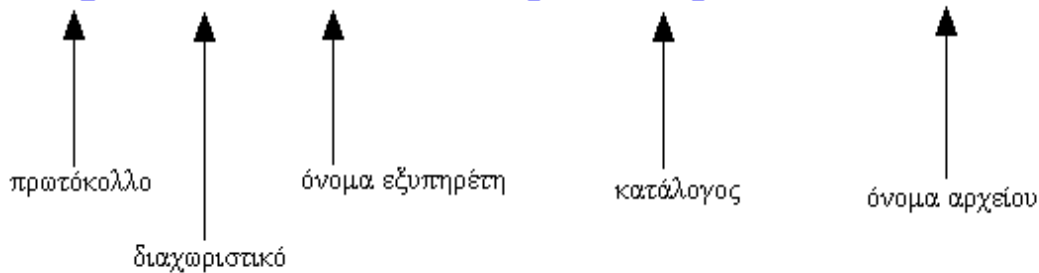 πρωτόκολλο
όνομα εξυπηρέτη
κατάλογος
όνομα αρχείου
διαχωριστικό